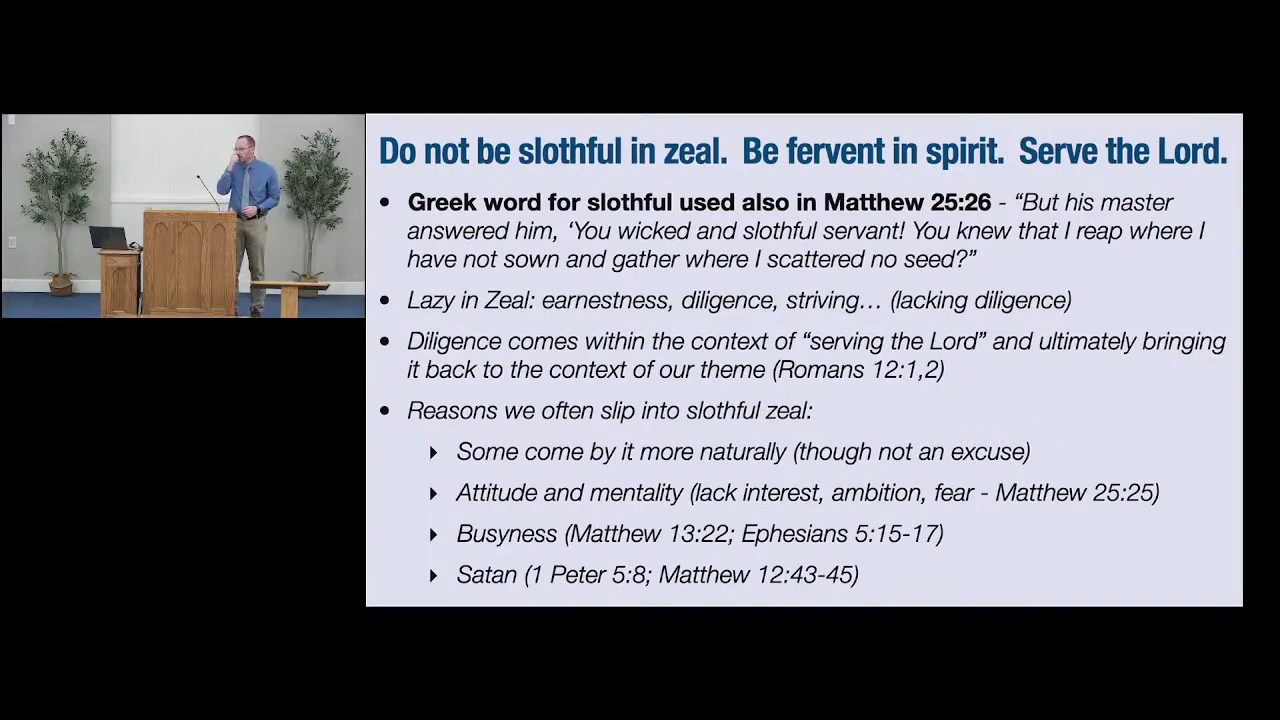 Do not be slothful in zeal. Be fervent in spirit. Serve the Lord.
• Greek word for slothful used also in Matthew 25:26 - “But his master
answered him, ‘You wicked and slothful servant! You knew that I reap where I
have not sown and gather where I scattered no seed?”
• Lazy in Zeal: earnestness, diligence, striving… (lacking diligence)
• Diligence comes within the context of “serving the Lord” and ultimately bringing
it back to the context of our theme (Romans 12:1,2)
• Reasons we often slip into slothful zeal:
‣ Some come by it more naturally (though not an excuse)
‣ Attitude and mentality (lack interest, ambition, fear - Matthew 25:25)
‣ Busyness (Matthew 13:22; Ephesians 5:15-17)
‣ Satan (1 Peter 5:8; Matthew 12:43-45)